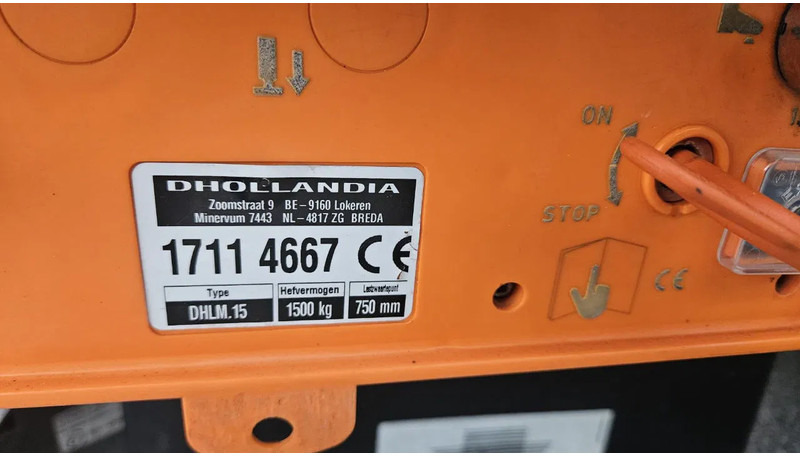 DHOLLANDIA
Zoomstraat 9 BE-9160 Lokeren
Minervum 7443 NL-4817 ZG BREDA
1711 4667 CE
Type Hefvermogen Lastzwaartepunt
DHLM.15 1500 kg 750 mm
ON
STOP
CE